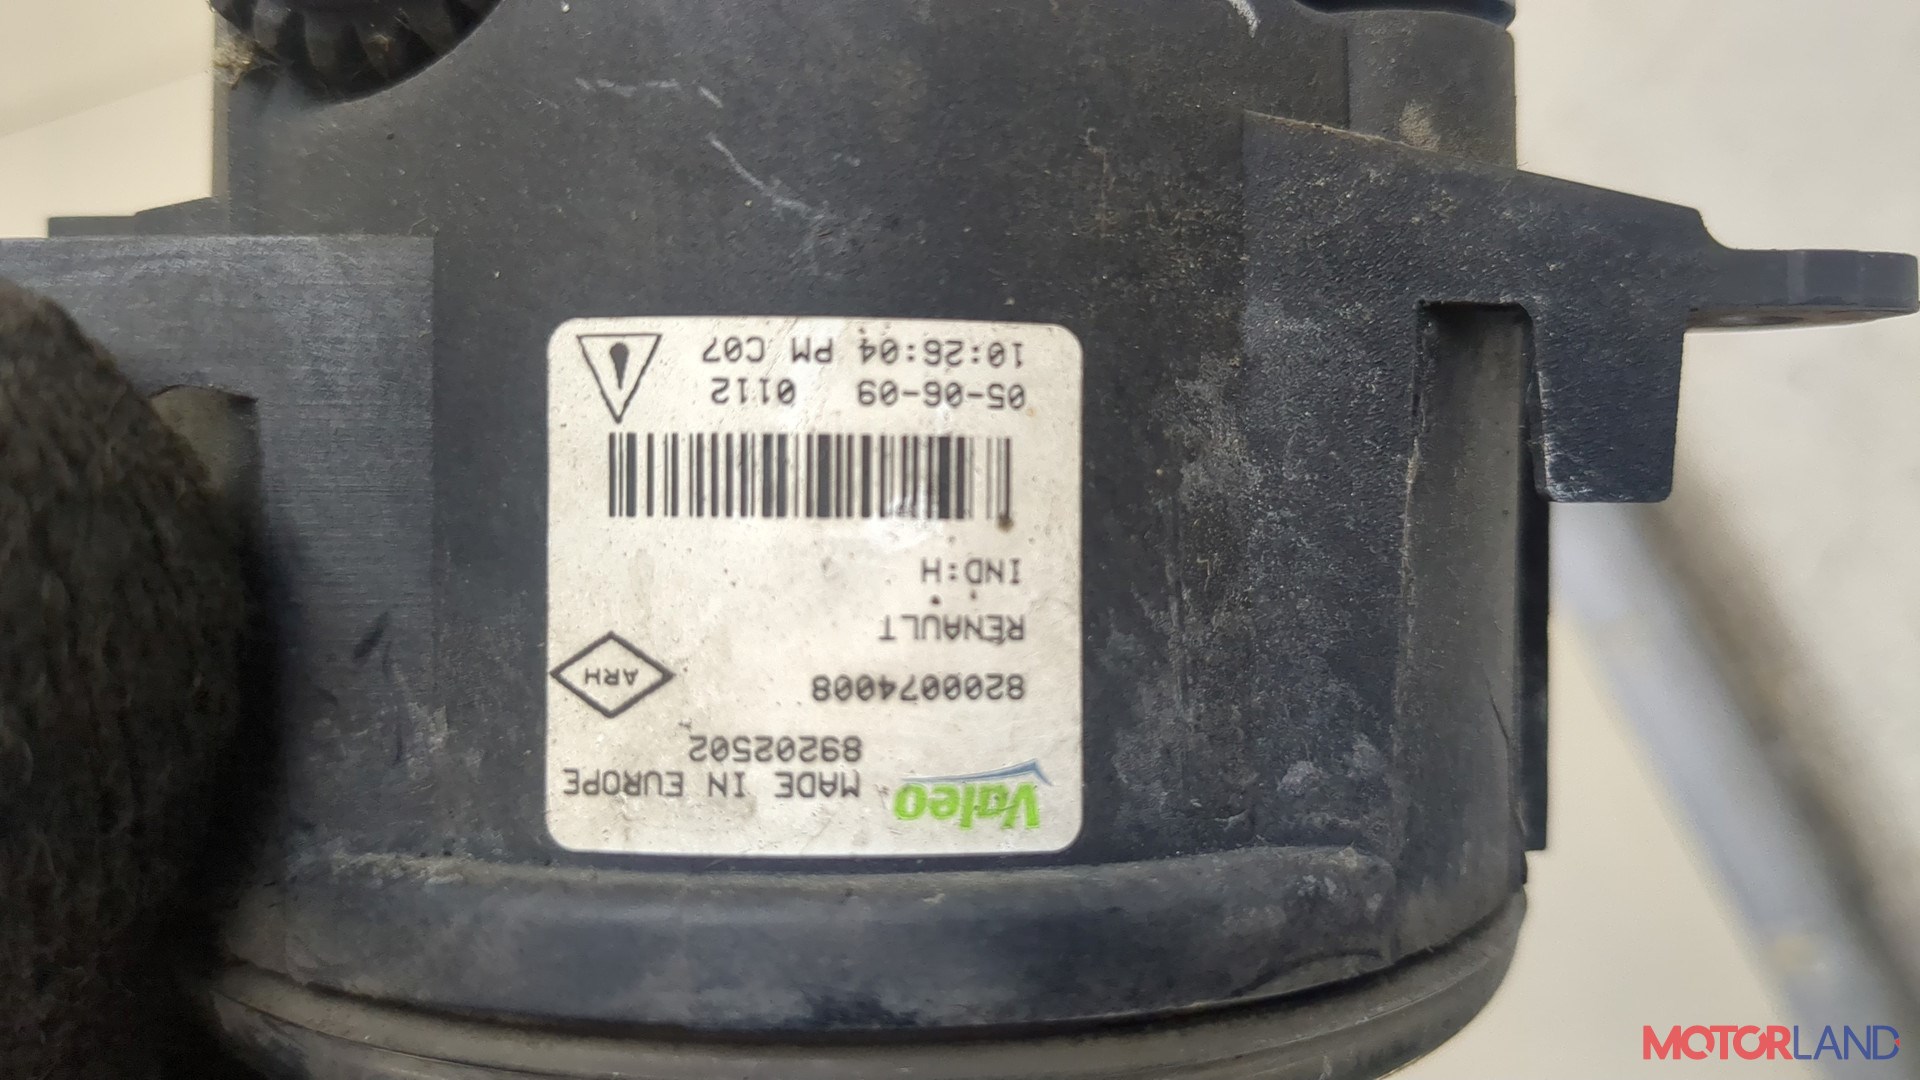 Valeo MADE IN EUROPE
89202502
8200074008
RENAULT ARH
IND:H
05-06-09 0112
10:26:04 PM C07
MOTORLAND